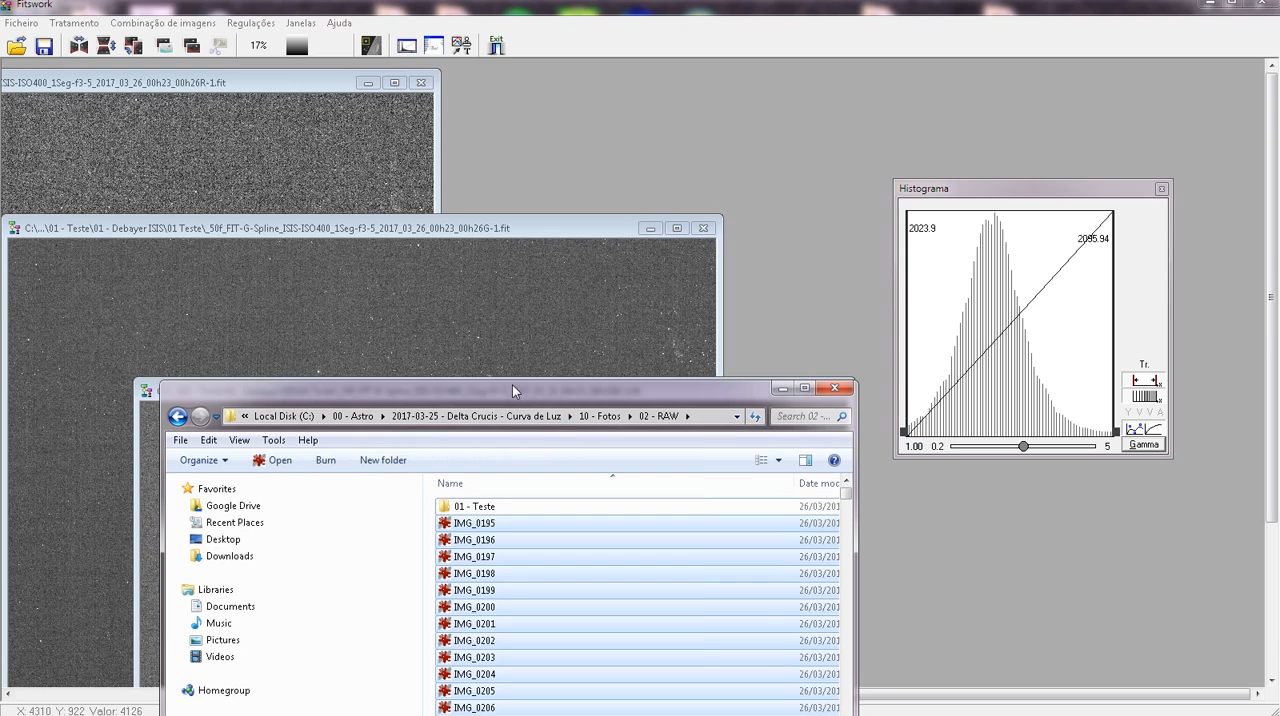 Fitswork
Ficheiro Tratamento Combinação de imagens Regulações Janelas Ajuda
17% Exit
ISIS-ISO400_1Seg-f3-5_2017_03_26_00h23_00h26R-1.fit
C:\...\01 - Teste\01 - Debayer ISIS\01 Teste\_50f_FIT-G-Spline_ISIS-ISO400_1Seg-f3-5_2017_03_26_00h23_00h26G-1.fit
Histograma
2023.9
2095.94
Tr.
Y V V A
1.00 0.2 5 Gamma
« Local Disk (C:) 00 - Astro 2017-03-25 - Delta Crucis - Curva de Luz 10 - Fotos 02 - RAW Search 02 -...
File Edit View Tools Help
Organize Open Burn New folder
Favorites
Google Drive
Recent Places
Desktop
Downloads
Libraries
Documents
Music
Pictures
Videos
Homegroup
Name Date mod
01 - Teste 26/03/201
IMG_0195 26/03/201
IMG_0196 26/03/201
IMG_0197 26/03/201
IMG_0198 26/03/201
IMG_0199 26/03/201
IMG_0200 26/03/201
IMG_0201 26/03/201
IMG_0202 26/03/201
IMG_0203 26/03/201
IMG_0204 26/03/201
IMG_0205 26/03/201
IMG_0206 26/03/201
X: 4310 Y: 922 Valor: 4126